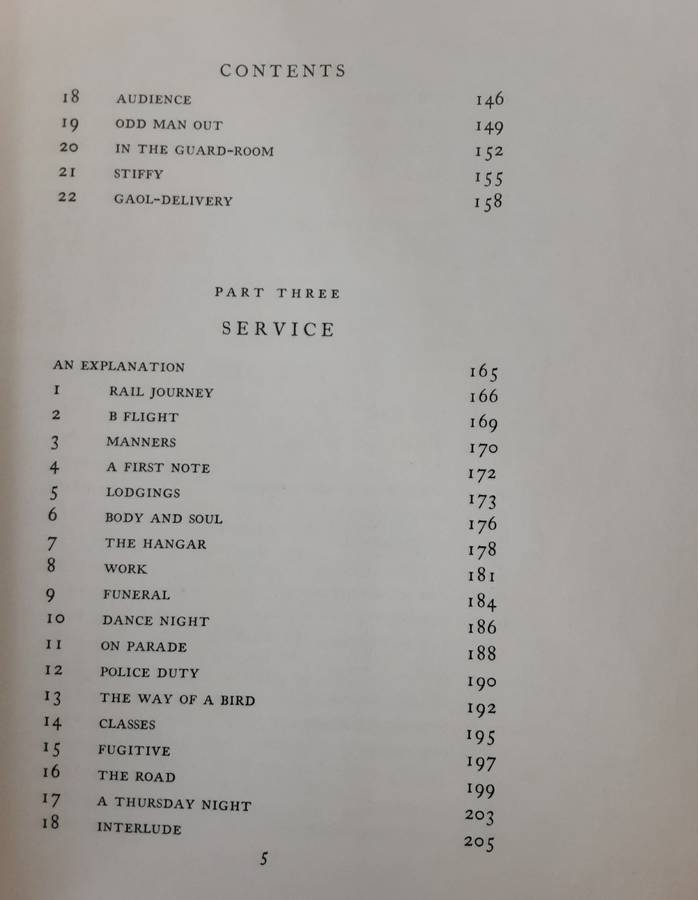 CONTENTS
18 AUDIENCE 146
19 ODD MAN OUT 149
20 IN THE GUARD-ROOM 152
21 STIFFY 155
22 GAOL-DELIVERY 158
PART THREE
SERVICE
AN EXPLANATION 165
1 RAIL JOURNEY 166
2 B FLIGHT 169
3 MANNERS 170
4 A FIRST NOTE 172
5 LODGINGS 173
6 BODY AND SOUL 176
7 THE HANGAR 178
8 WORK 181
9 FUNERAL 184
10 DANCE NIGHT 186
11 ON PARADE 188
12 POLICE DUTY 190
13 THE WAY OF A BIRD 192
14 CLASSES 195
15 FUGITIVE 197
16 THE ROAD 199
17 A THURSDAY NIGHT 203
18 INTERLUDE 205
5